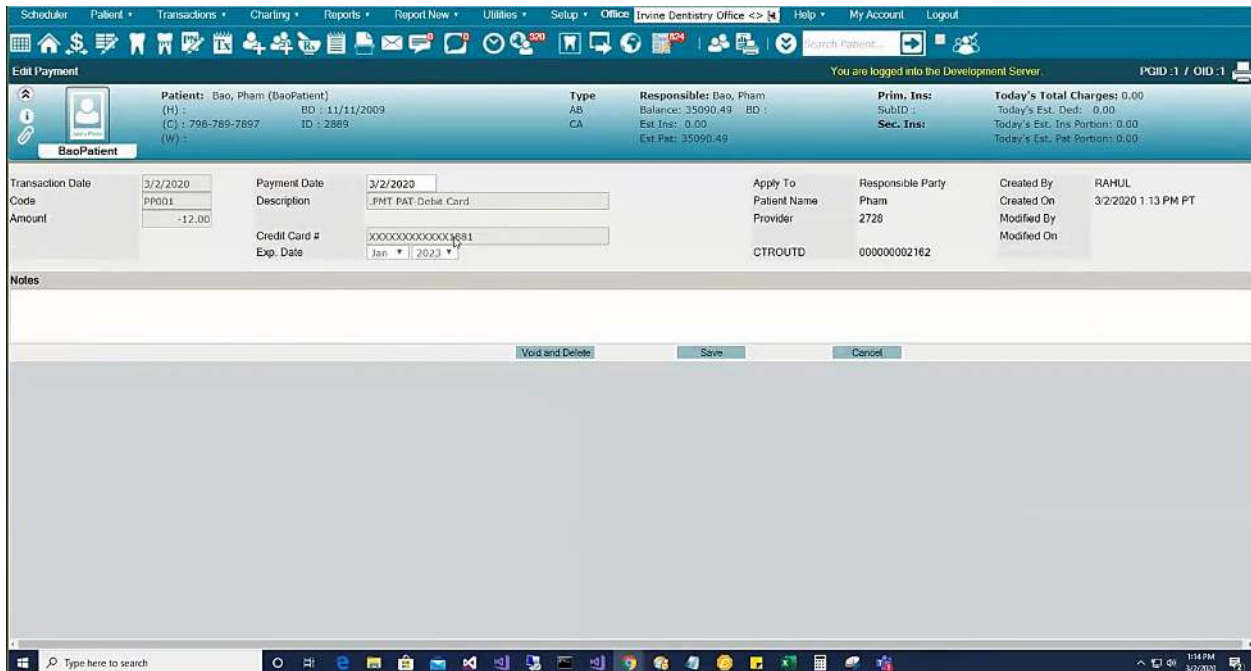 Scheduler Patient Transactions Charting Reports Report New Utilities Setup Office Irvine Dentistry Office <> Help My Account Logout
PN Tx Rx 320 824 Search Patient...
Edit Payment You are logged into the Development Server. PGID :1 / OID :1
Patient: Bao, Pham (BaoPatient) Type Responsible: Bao, Pham Prim. Ins: Today's Total Charges: 0.00
(H) : BD : 11/11/2009 AB Balance: 35090.49 BD : SubID : Today's Est. Ded: 0.00
(C) : 798-789-7897 ID : 2889 CA Est Ins: 0.00 Sec. Ins: Today's Est. Ins Portion: 0.00
(W) : Est Pat: 35090.49 Today's Est. Pat Portion: 0.00
BaoPatient
Transaction Date 3/2/2020 Payment Date 3/2/2020 Apply To Responsible Party Created By RAHUL
Code PP001 Description .PMT PAT-Debit Card Patient Name Pham Created On 3/2/2020 1:13 PM PT
Amount -12.00 Provider 2728 Modified By
Credit Card # XXXXXXXXXXXX1881 Modified On
Exp. Date Jan 2023 CTROUTD 000000002162
Notes
Void and Delete Save Cancel
Type here to search 1:14 PM
3/2/2020